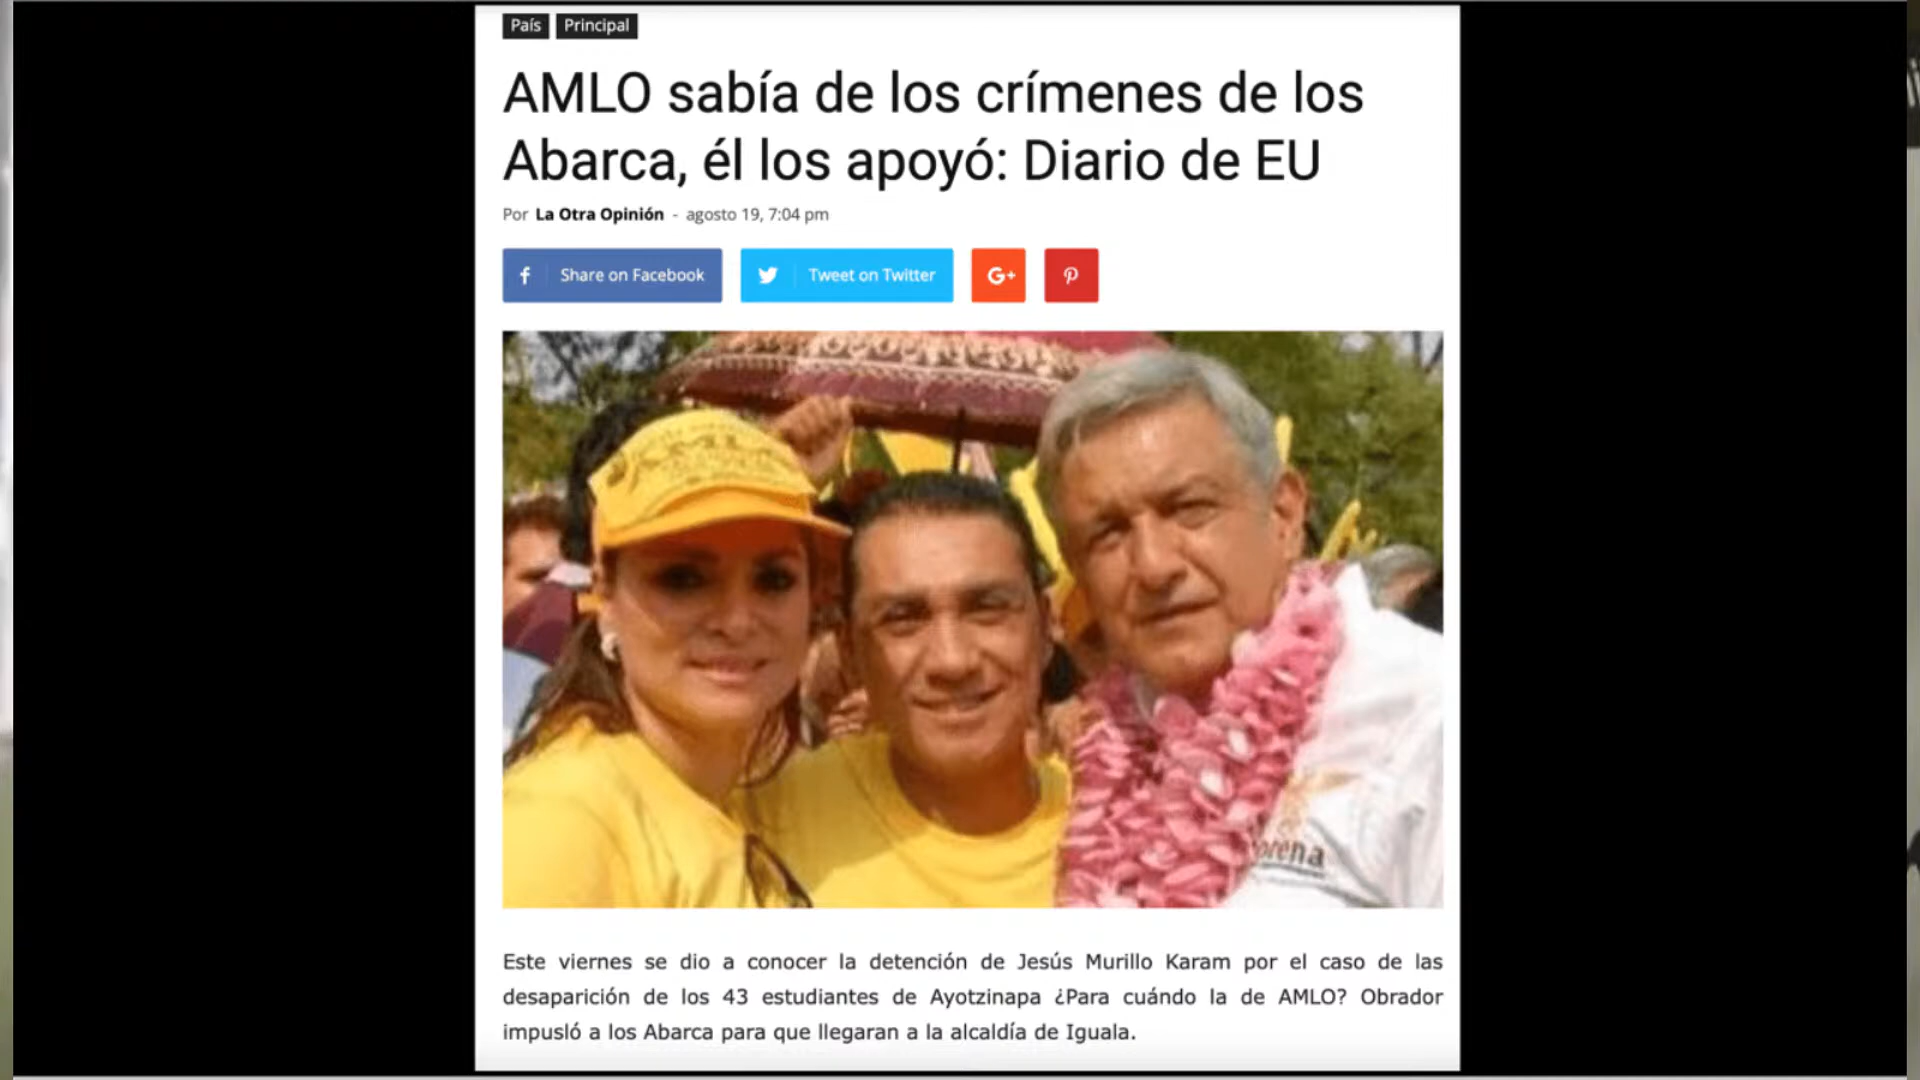 País Principal
AMLO sabía de los crímenes de los
Abarca, él los apoyó: Diario de EU
Por La Otra Opinión - agosto 19, 7:04 pm
Share on Facebook Tweet on Twitter G+
AMLO
Este viernes se dio a conocer la detención de Jesús Murillo Karam por el caso de las
desaparición de los 43 estudiantes de Ayotzinapa ¿Para cuándo la de AMLO? Obrador
impusló a los Abarca para que llegaran a la alcaldía de Iguala.